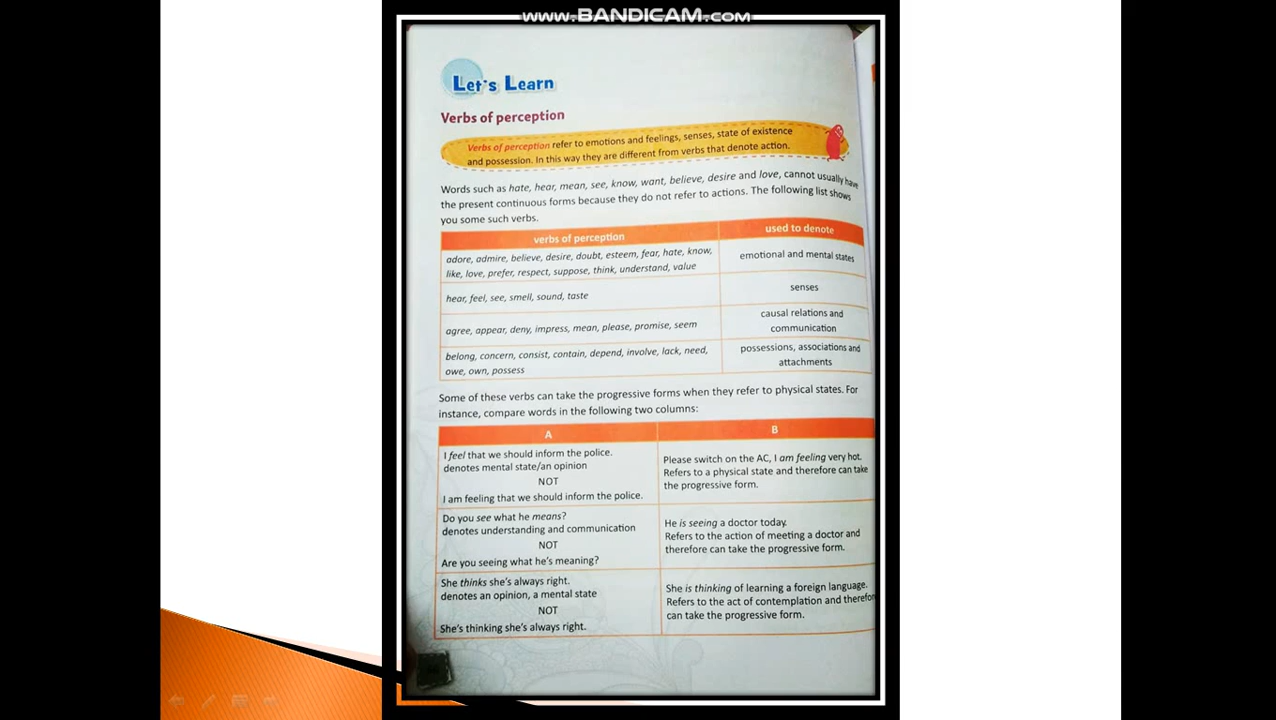 www.BANDICAM.com
Let's Learn
Verbs of perception
Verbs of perception refer to emotions and feelings, senses, state of existence
and possession. In this way they are different from verbs that denote action.
Words such as hate, hear, mean, see, know, want, believe, desire and love, cannot usually have
the present continuous forms because they do not refer to actions. The following list shows
you some such verbs.
verbs of perception
used to denote
adore, admire, believe, desire, doubt, esteem, fear, hate, know,
like, love, prefer, respect, suppose, think, understand, value
emotional and mental states
hear, feel, see, smell, sound, taste
senses
agree, appear, deny, impress, mean, please, promise, seem
causal relations and
communication
belong, concern, consist, contain, depend, involve, lack, need,
owe, own, possess
possessions, associations and
attachments
Some of these verbs can take the progressive forms when they refer to physical states. For
instance, compare words in the following two columns:
A
B
I feel that we should inform the police.
denotes mental state/an opinion
NOT
I am feeling that we should inform the police.
Please switch on the AC, I am feeling very hot.
Refers to a physical state and therefore can take
the progressive form.
Do you see what he means?
denotes understanding and communication
NOT
Are you seeing what he's meaning?
He is seeing a doctor today.
Refers to the action of meeting a doctor and
therefore can take the progressive form.
She thinks she's always right.
denotes an opinion, a mental state
NOT
She's thinking she's always right.
She is thinking of learning a foreign language.
Refers to the act of contemplation and therefor
can take the progressive form.